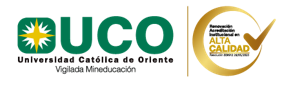 UCO
Universidad Católica de Oriente
Vigilada Mineducación
Renovación
Acreditación
Institucional en
ALTA
CALIDAD